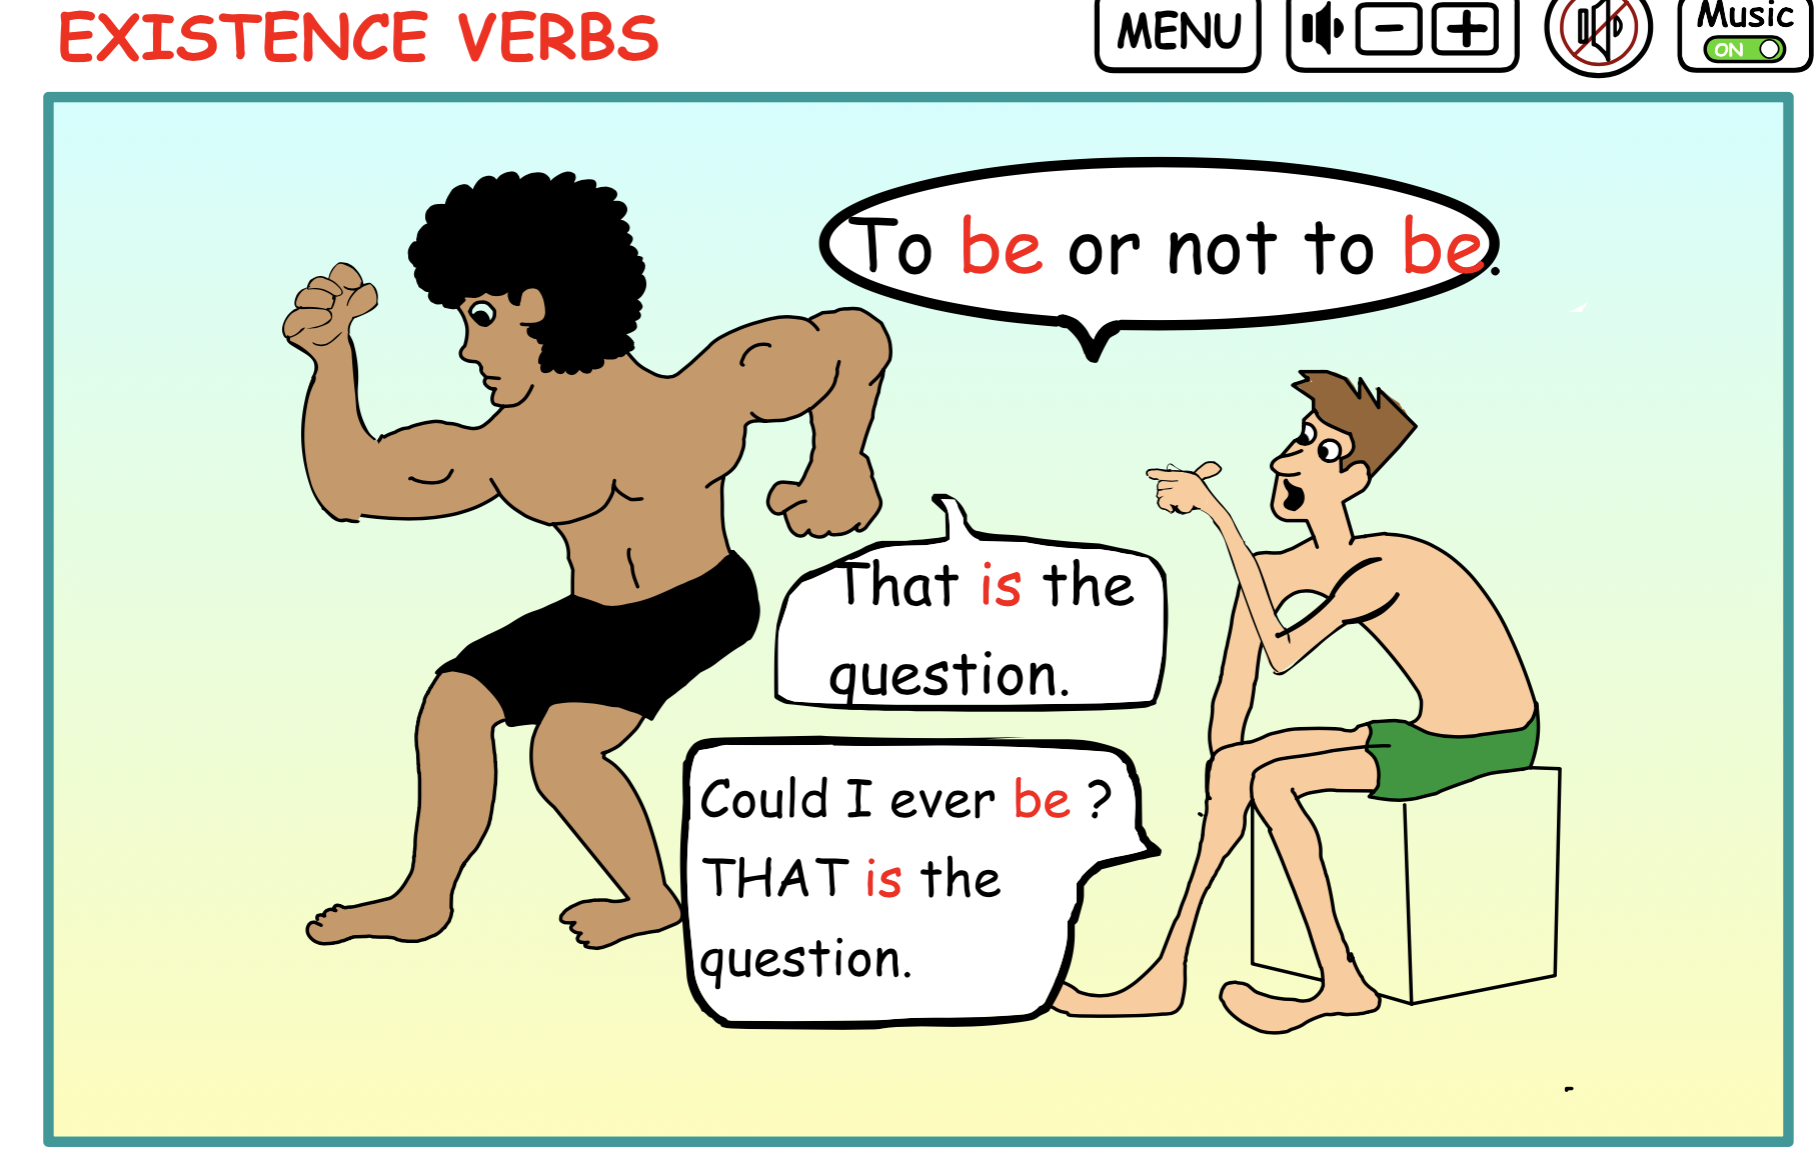 EXISTENCE VERBS
MENU
Music
ON
To be or not to be.
That is the
question.
Could I ever be ?
THAT is the
question.